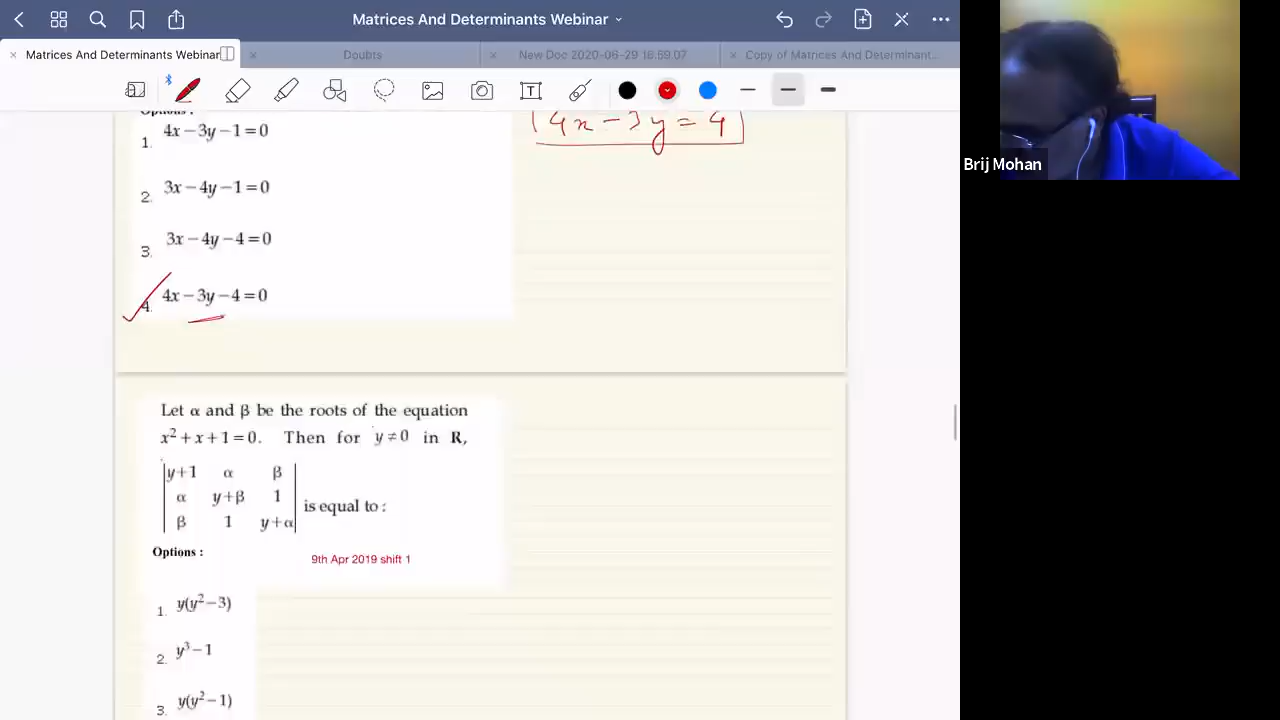 Matrices And Determinants Webinar
Matrices And Determinants Webinar
Doubts
New Doc 2020-06-29 16:59:07
Copy of Matrices And Determinant...
Options :
1. 4x−3y−1=0
4x−3y=4
2. 3x−4y−1=0
3. 3x−4y−4=0
4. 4x−3y−4=0
Brij Mohan
Let α and β be the roots of the equation
x²+x+1=0. Then for y≠0 in R,
y+1 α β
α y+β 1
is equal to :
β 1 y+α
Options :
9th Apr 2019 shift 1
1. y(y²−3)
2. y³−1
3. y(y²−1)